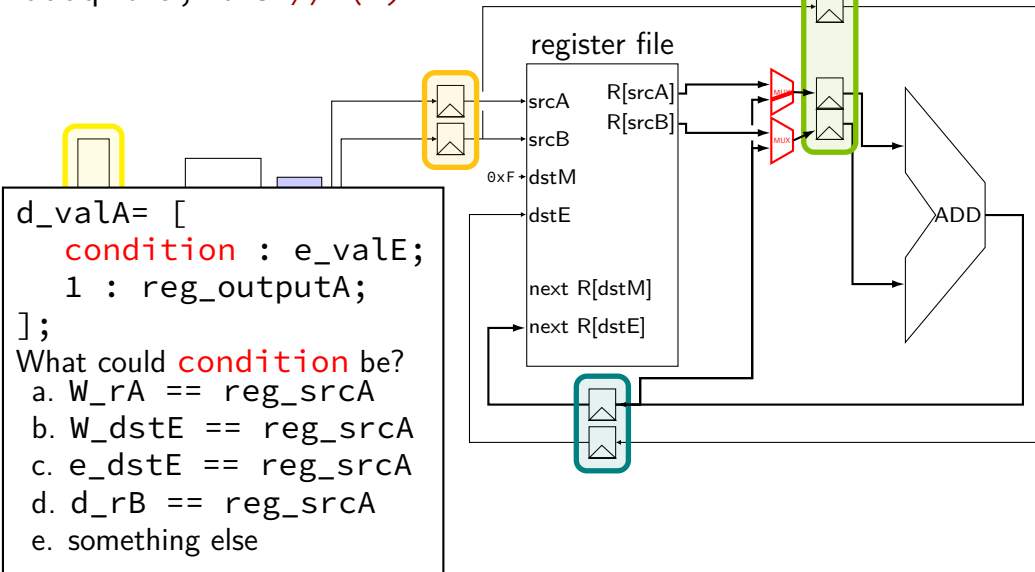 register file
R[srcA]
R[srcB]
srcA
srcB
0xF
dstM
dstE
next R[dstM]
next R[dstE]
MUX
MUX
ADD
d_valA= [
condition : e_valE;
1 : reg_outputA;
];
What could condition be?
a. W_rA == reg_srcA
b. W_dstE == reg_srcA
c. e_dstE == reg_srcA
d. d_rB == reg_srcA
e. something else